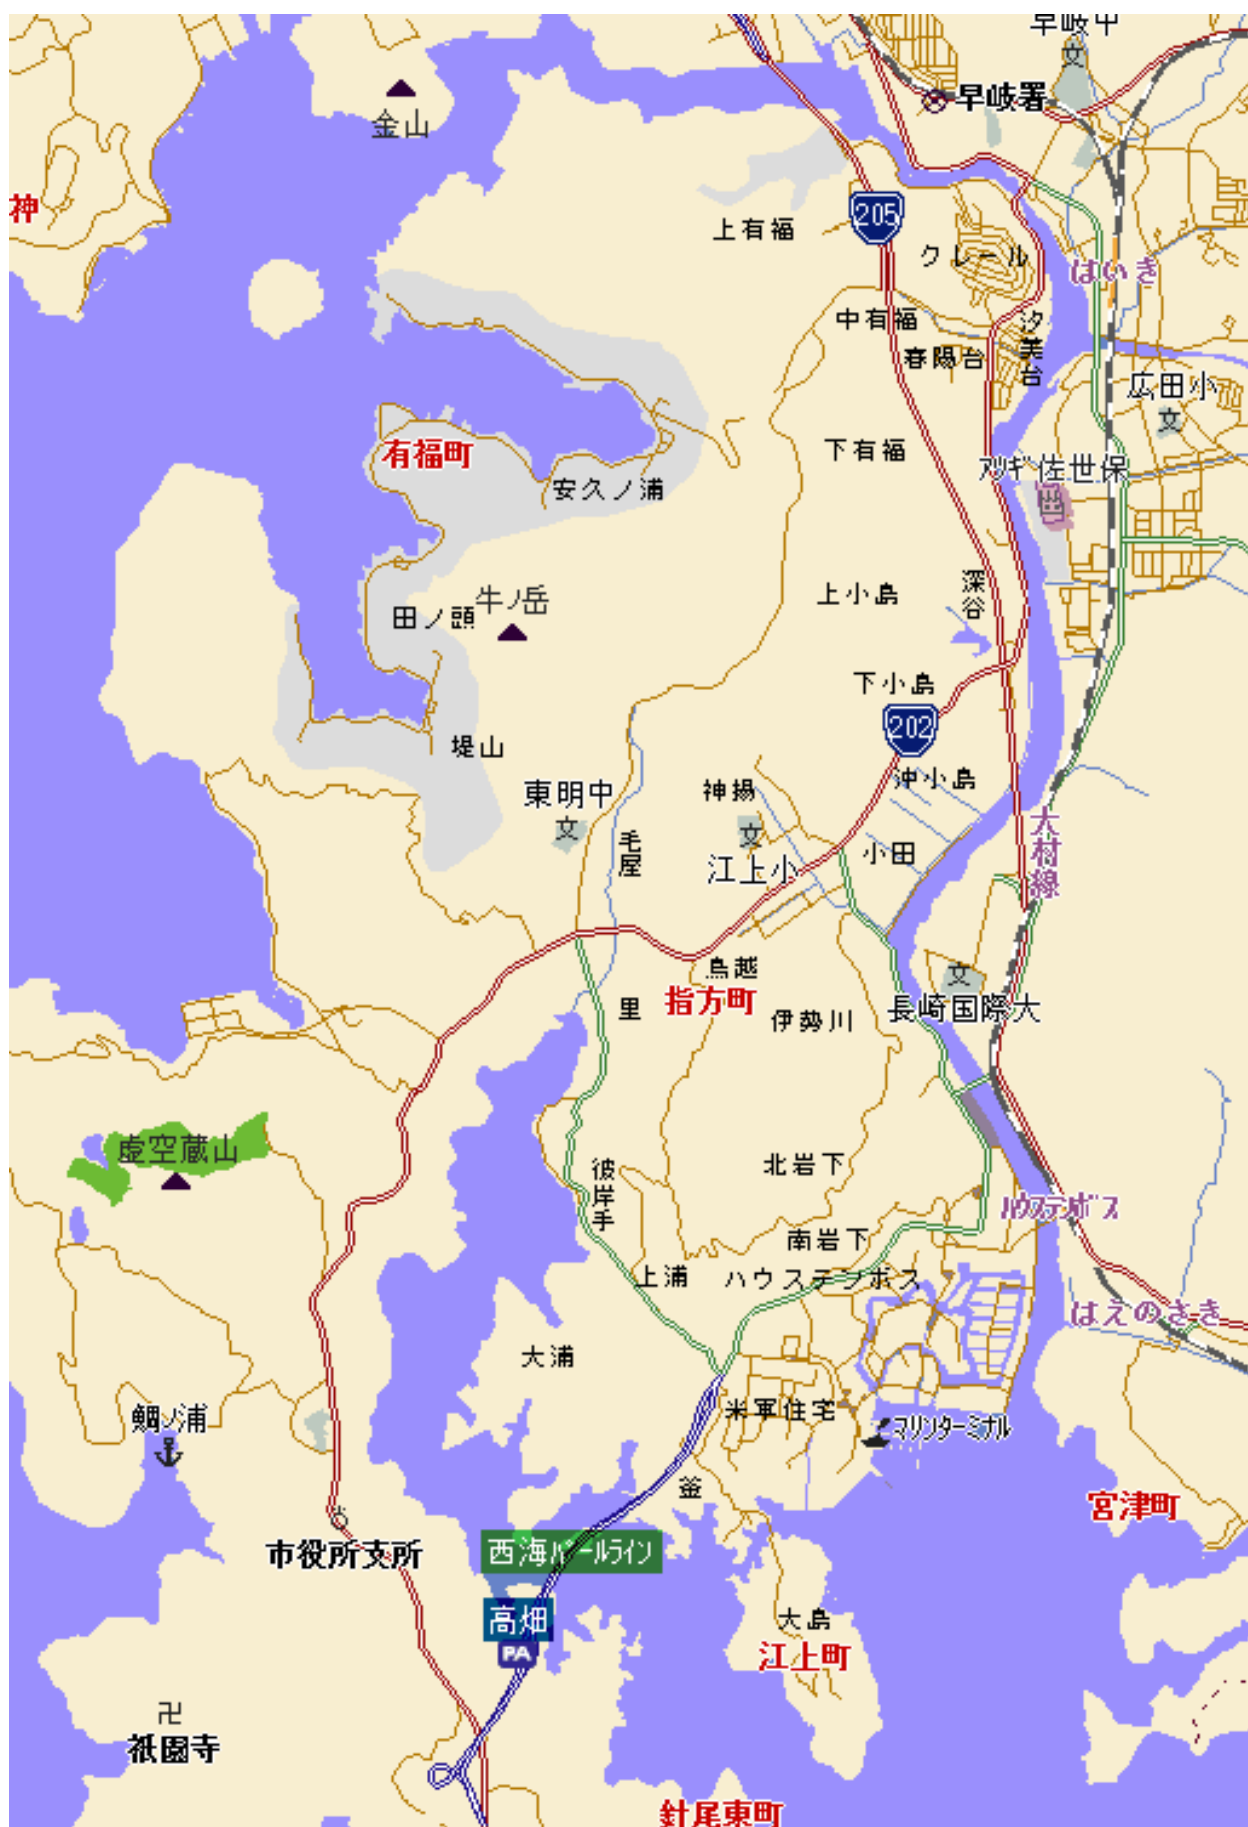 早岐中
文
早岐署
金山
神
205
上有福
クレール
はいき
中有福
汐美台
春陽台
広田小
文
有福町
下有福
ｱﾂｷﾞ佐世保
安久ノ浦
深谷
上小島
牛ノ岳
田ノ頭
下小島
202
堤山
沖小島
東明中
文
神揚
文
毛屋
江上小
小田
大村線
鳥越
文
里
指方町
伊勢川
長崎国際大
虚空蔵山
北岩下
彼岸手
ﾊｳｽﾃﾝﾎﾞｽ
南岩下
上浦
ハウステンボス
はえのさき
大浦
米軍住宅
鯛ﾉ浦
ﾏﾘﾝﾀｰﾐﾅﾙ
釜
宮津町
市役所支所
西海ﾊﾟｰﾙﾗｲﾝ
高畑
PA
大島
江上町
卍
祇園寺
針尾東町